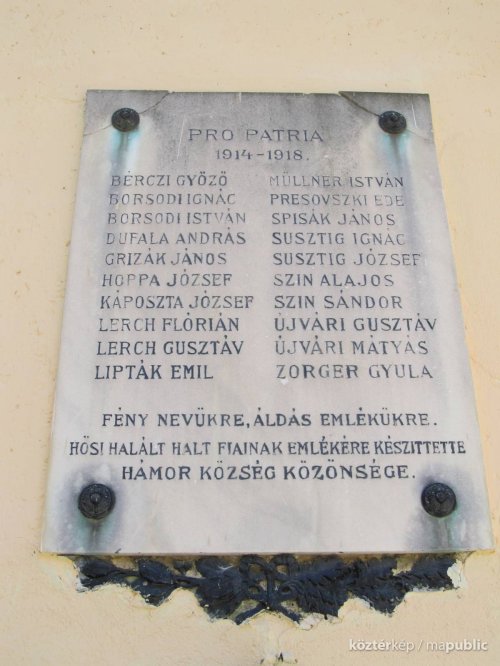 PRO PATRIA
1914-1918.
BÉRCZI GYŐZŐ
BORSODI IGNÁC
BORSODI ISTVÁN
DUFALA ANDRÁS
GRIZÁK JÁNOS
HOPPA JÓZSEF
KÁPOSZTA JÓZSEF
LERCH FLÓRIÁN
LERCH GUSZTÁV
LIPTÁK EMIL
MÜLLNER ISTVÁN
PRESOVSZKI EDE
SPISÁK JÁNOS
SUSZTIG IGNÁC
SUSZTIG JÓZSEF
SZIN ALAJOS
SZIN SÁNDOR
ÚJVÁRI GUSZTÁV
ÚJVÁRI MÁTYÁS
ZORGER GYULA
FÉNY NEVÜKRE, ÁLDÁS EMLÉKÜKRE.
HŐSI HALÁLT HALT FIAINAK EMLÉKÉRE KÉSZITTETTE
HÁMOR KÖZSÉG KÖZÖNSÉGE.
köztérkép / mapublic